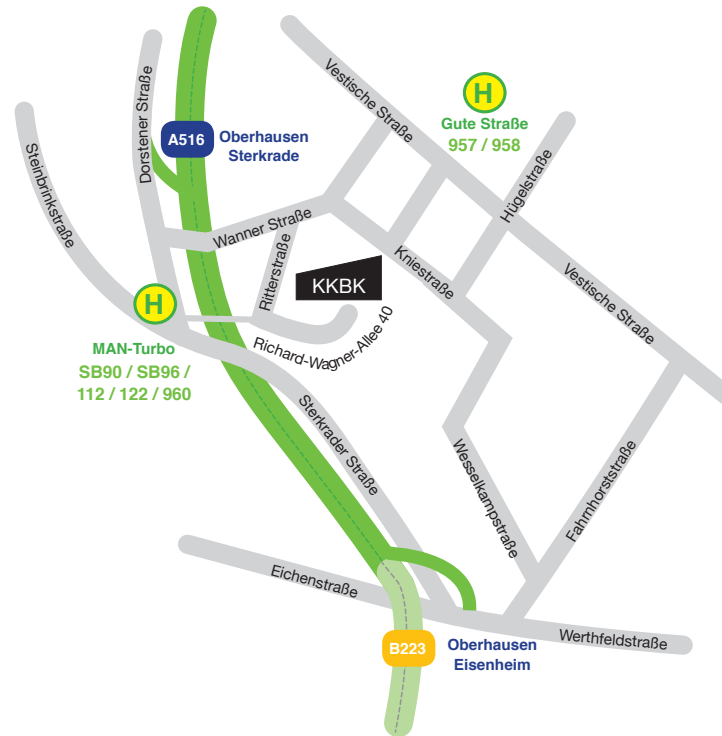 Vestische Straße
H
Gute Straße
957 / 958
Dorstener Straße
A516
Oberhausen
Sterkrade
Steinbrinkstraße
Hügelstraße
Wanner Straße
Ritterstraße
KKBK
Kniestraße
Vestische Straße
H
MAN-Turbo
SB90 / SB96 /
112 / 122 / 960
Richard-Wagner-Allee 40
Sterkrader Straße
Wesselkampstraße
Fahrnhorststraße
Eichenstraße
B223
Oberhausen
Eisenheim
Werthfeldstraße